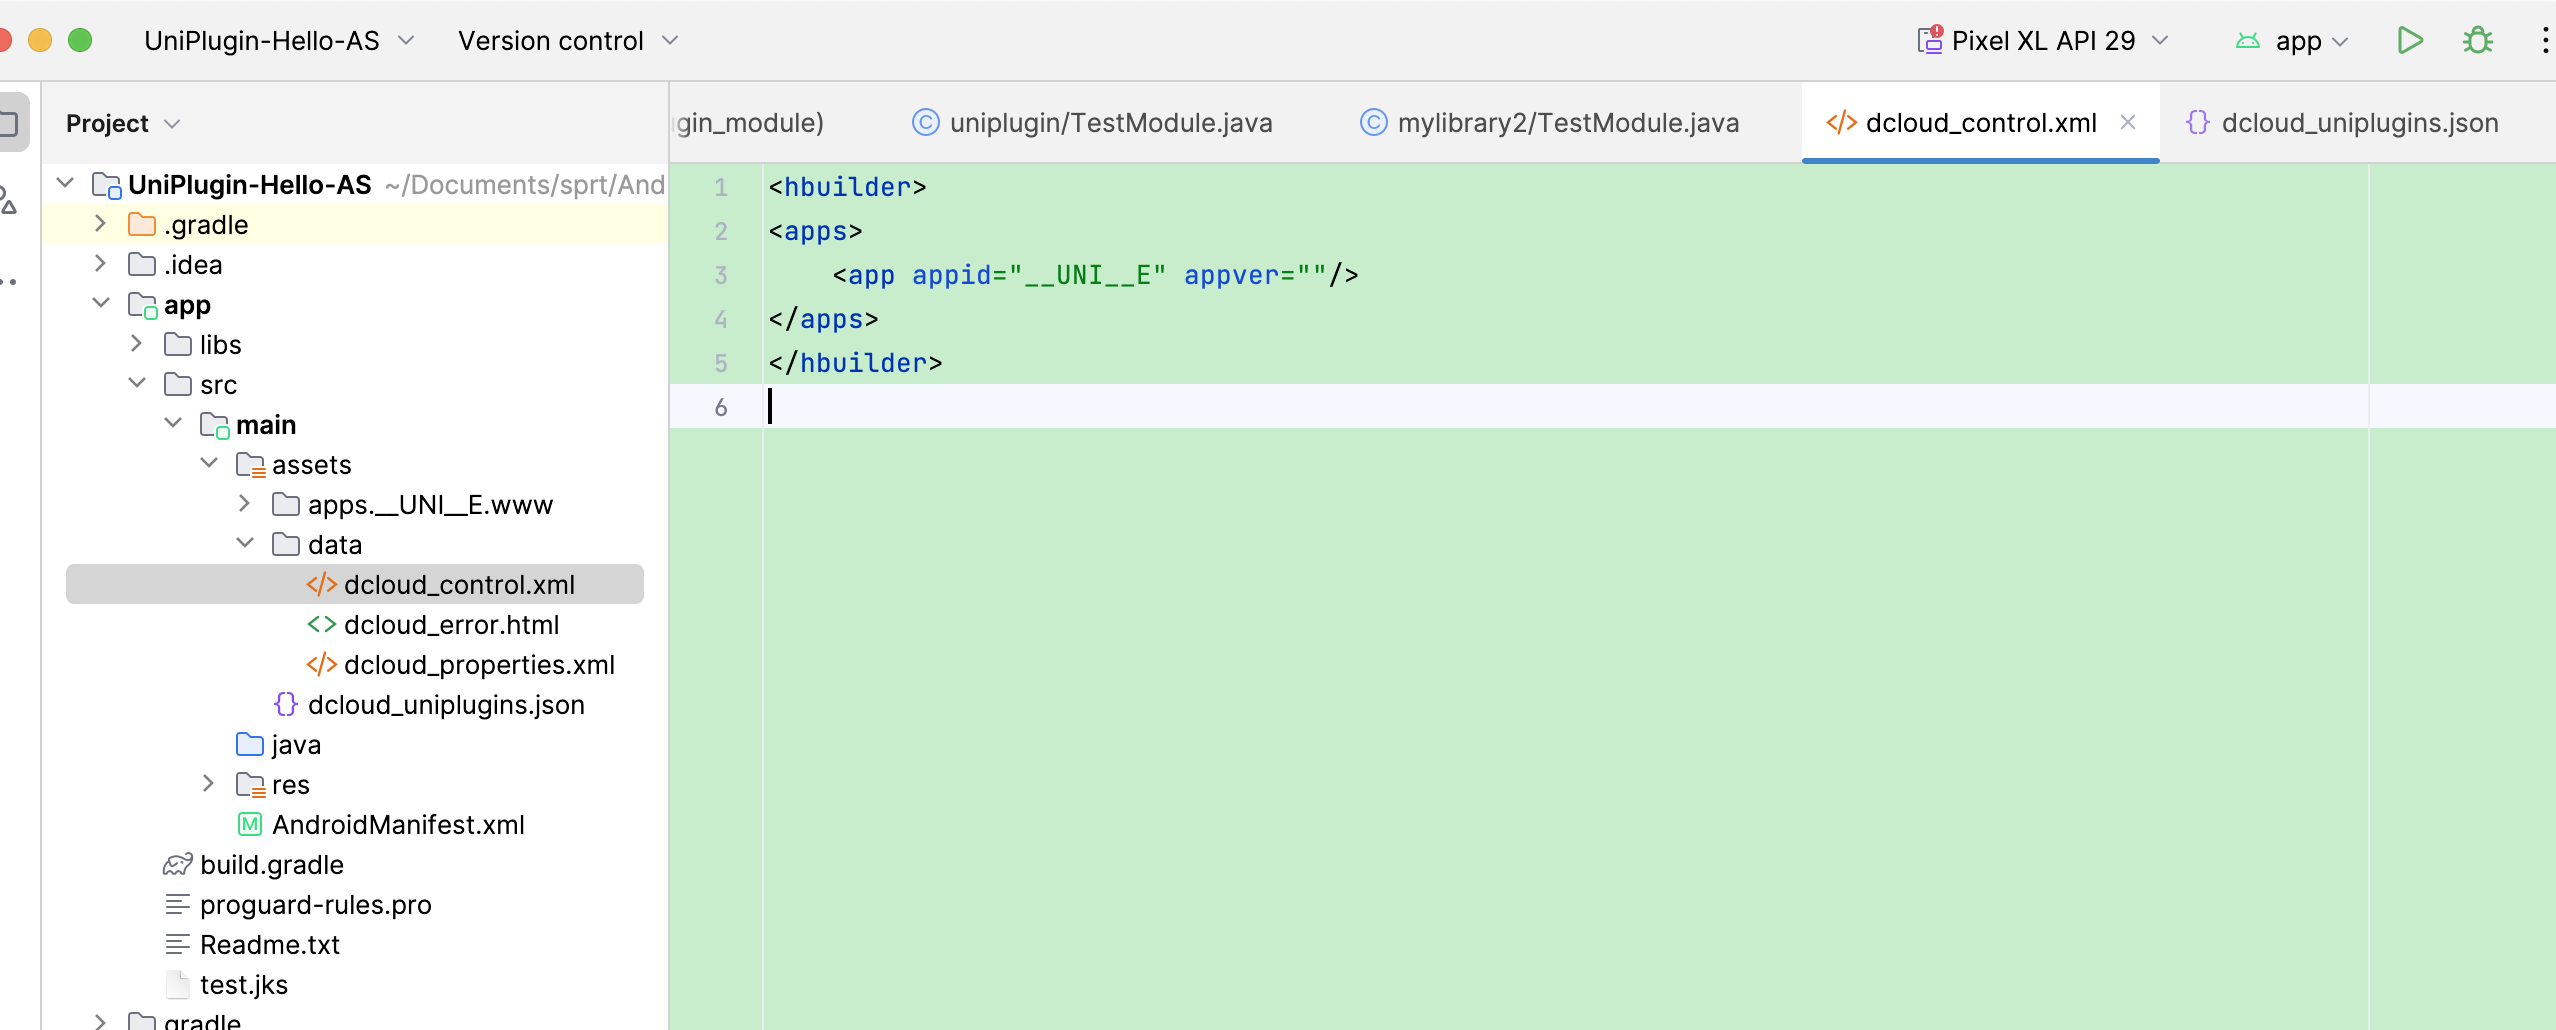 UniPlugin-Hello-AS
Version control
Pixel XL API 29
app
Project
gin_module)
uniplugin/TestModule.java
mylibrary2/TestModule.java
dcloud_control.xml
dcloud_uniplugins.json
UniPlugin-Hello-AS ~/Documents/sprt/And
.gradle
.idea
app
libs
src
main
assets
apps.__UNI__E.www
data
dcloud_control.xml
dcloud_error.html
dcloud_properties.xml
dcloud_uniplugins.json
java
res
AndroidManifest.xml
build.gradle
proguard-rules.pro
Readme.txt
test.jks
gradle
1 <hbuilder>
2 <apps>
3 <app appid="__UNI__E" appver=""/>
4 </apps>
5 </hbuilder>
6